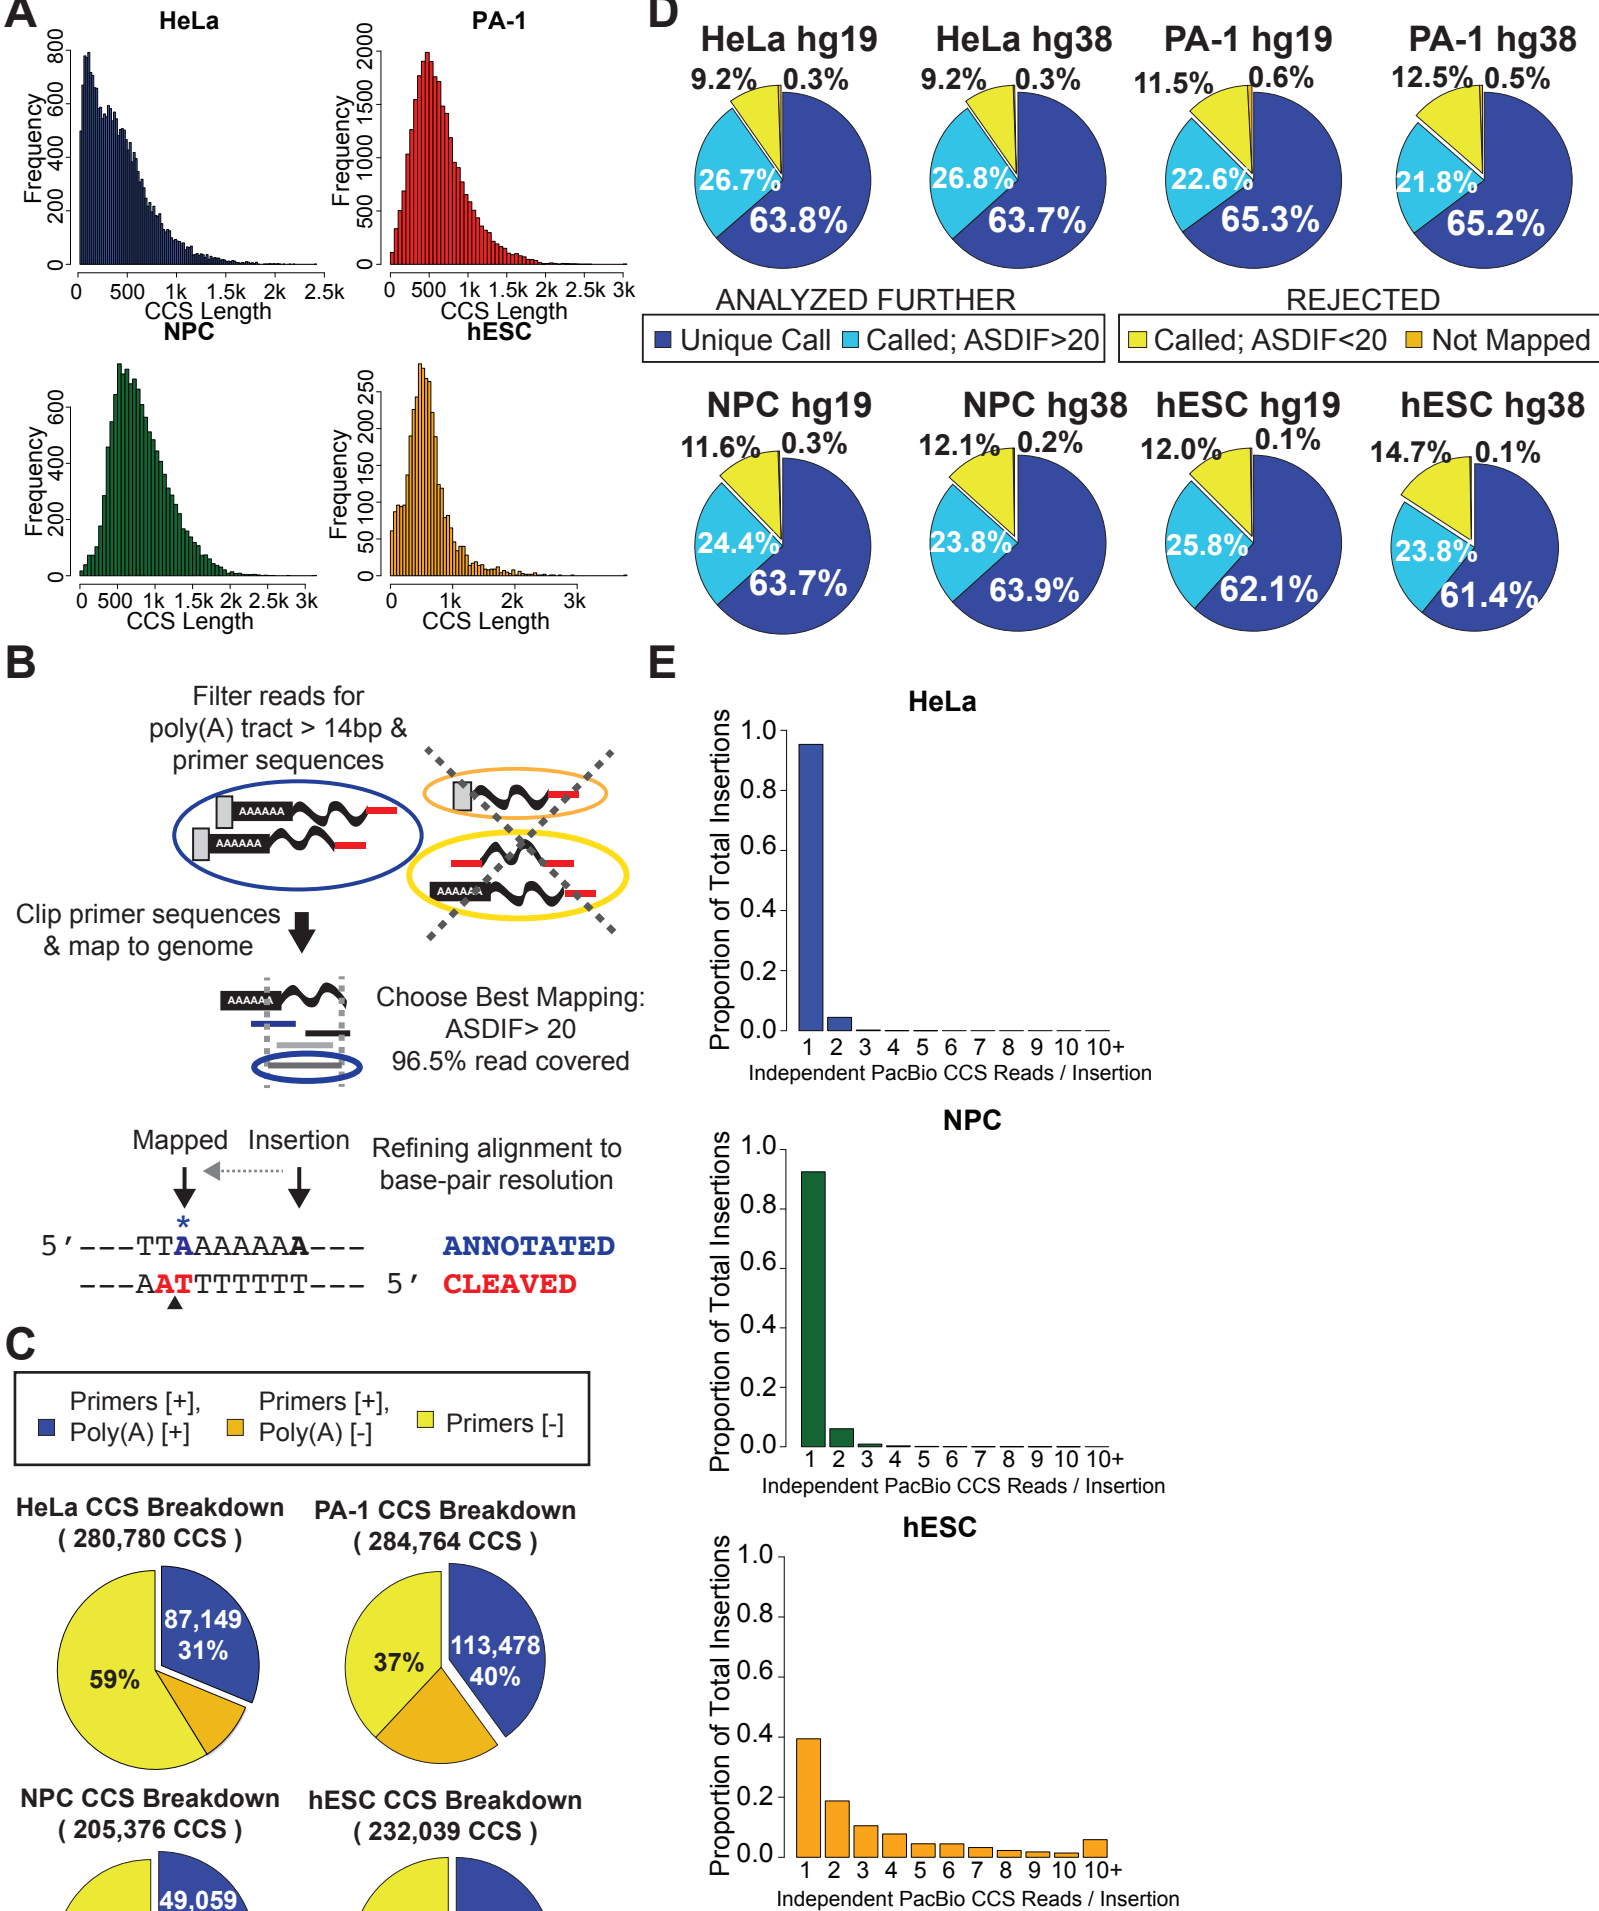 A
HeLa
Frequency
0 200 400 600 800
0 500 1k 1.5k 2k 2.5k
CCS Length
PA-1
Frequency
0 500 1000 1500 2000
0 500 1k 1.5k 2k 2.5k 3k
CCS Length
NPC
Frequency
0 200 400 600
0 500 1k 1.5k 2k 2.5k 3k
CCS Length
hESC
Frequency
0 50 100 150 200 250
0 1k 2k 3k
CCS Length
B
Filter reads for
poly(A) tract > 14bp &
primer sequences
AAAAAA
AAAAAA
AAAAAA
Clip primer sequences
& map to genome
AAAAAA
Choose Best Mapping:
ASDIF> 20
96.5% read covered
Mapped Insertion
Refining alignment to
base-pair resolution
*
5'---TTAAAAAAA--- ANNOTATED
---AATTTTTTT--- 5' CLEAVED
C
Primers [+],
Poly(A) [+]
Primers [+],
Poly(A) [-]
Primers [-]
HeLa CCS Breakdown
( 280,780 CCS )
87,149
31%
59%
PA-1 CCS Breakdown
( 284,764 CCS )
113,478
40%
37%
NPC CCS Breakdown
( 205,376 CCS )
49,059
hESC CCS Breakdown
( 232,039 CCS )
D
HeLa hg19
9.2% 0.3%
26.7%
63.8%
HeLa hg38
9.2% 0.3%
26.8%
63.7%
PA-1 hg19
11.5% 0.6%
22.6%
65.3%
PA-1 hg38
12.5% 0.5%
21.8%
65.2%
ANALYZED FURTHER
Unique Call Called; ASDIF>20
REJECTED
Called; ASDIF<20 Not Mapped
NPC hg19
11.6% 0.3%
24.4%
63.7%
NPC hg38
12.1% 0.2%
23.8%
63.9%
hESC hg19
12.0% 0.1%
25.8%
62.1%
hESC hg38
14.7% 0.1%
23.8%
61.4%
E
HeLa
Proportion of Total Insertions
1.0
0.8
0.6
0.4
0.2
0.0
1 2 3 4 5 6 7 8 9 10 10+
Independent PacBio CCS Reads / Insertion
NPC
Proportion of Total Insertions
1.0
0.8
0.6
0.4
0.2
0.0
1 2 3 4 5 6 7 8 9 10 10+
Independent PacBio CCS Reads / Insertion
hESC
Proportion of Total Insertions
1.0
0.8
0.6
0.4
0.2
0.0
1 2 3 4 5 6 7 8 9 10 10+
Independent PacBio CCS Reads / Insertion